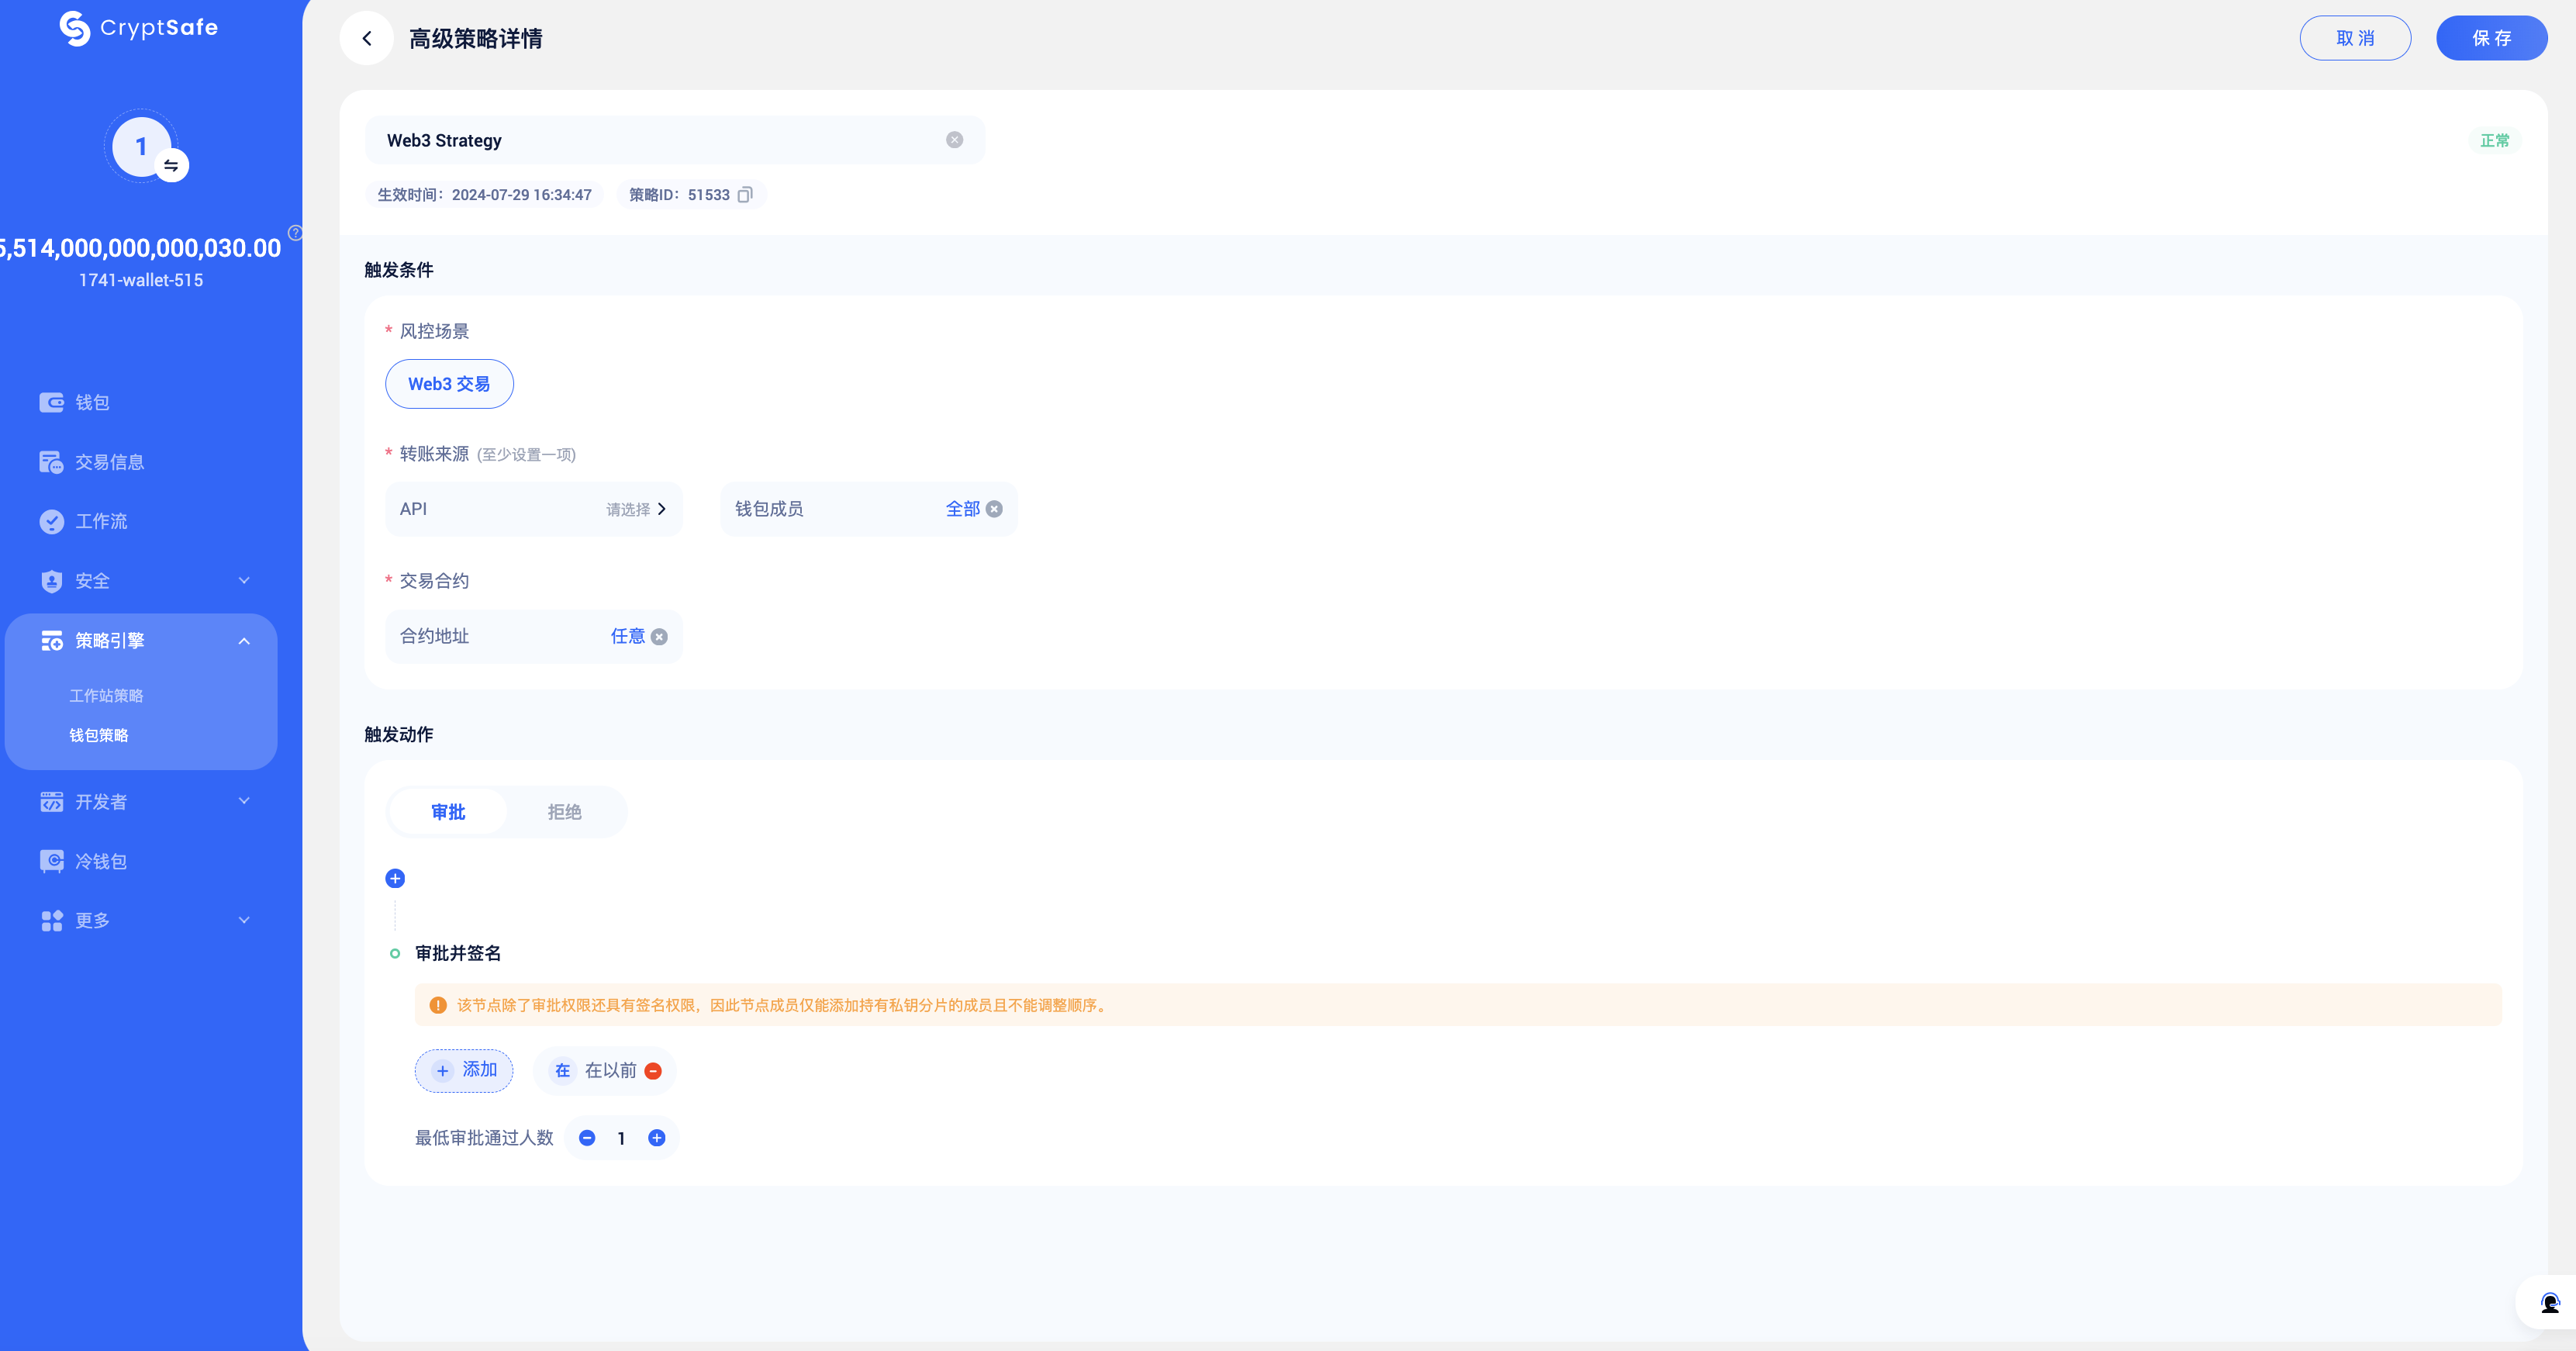 CryptSafe
1
5,514,000,000,000,030.00
1741-wallet-515
钱包
交易信息
工作流
安全
策略引擎
工作站策略
钱包策略
开发者
冷钱包
更多
高级策略详情
取消
保存
Web3 Strategy
正常
生效时间：2024-07-29 16:34:47
策略ID：51533
触发条件
* 风控场景
Web3 交易
* 转账来源 (至少设置一项)
API 请选择
钱包成员 全部
* 交易合约
合约地址 任意
触发动作
审批 拒绝
审批并签名
该节点除了审批权限还具有签名权限，因此节点成员仅能添加持有私钥分片的成员且不能调整顺序。
添加 在 在以前
最低审批通过人数 1